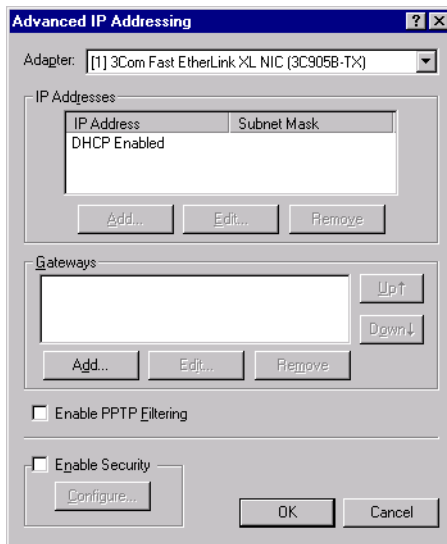 Advanced IP Addressing
Adapter: [1] 3Com Fast EtherLink XL NIC (3C905B-TX)
IP Addresses
IP Address Subnet Mask
DHCP Enabled
Add... Edit... Remove
Gateways
Up↑
Down↓
Add... Edit... Remove
Enable PPTP Filtering
Enable Security
Configure...
OK Cancel